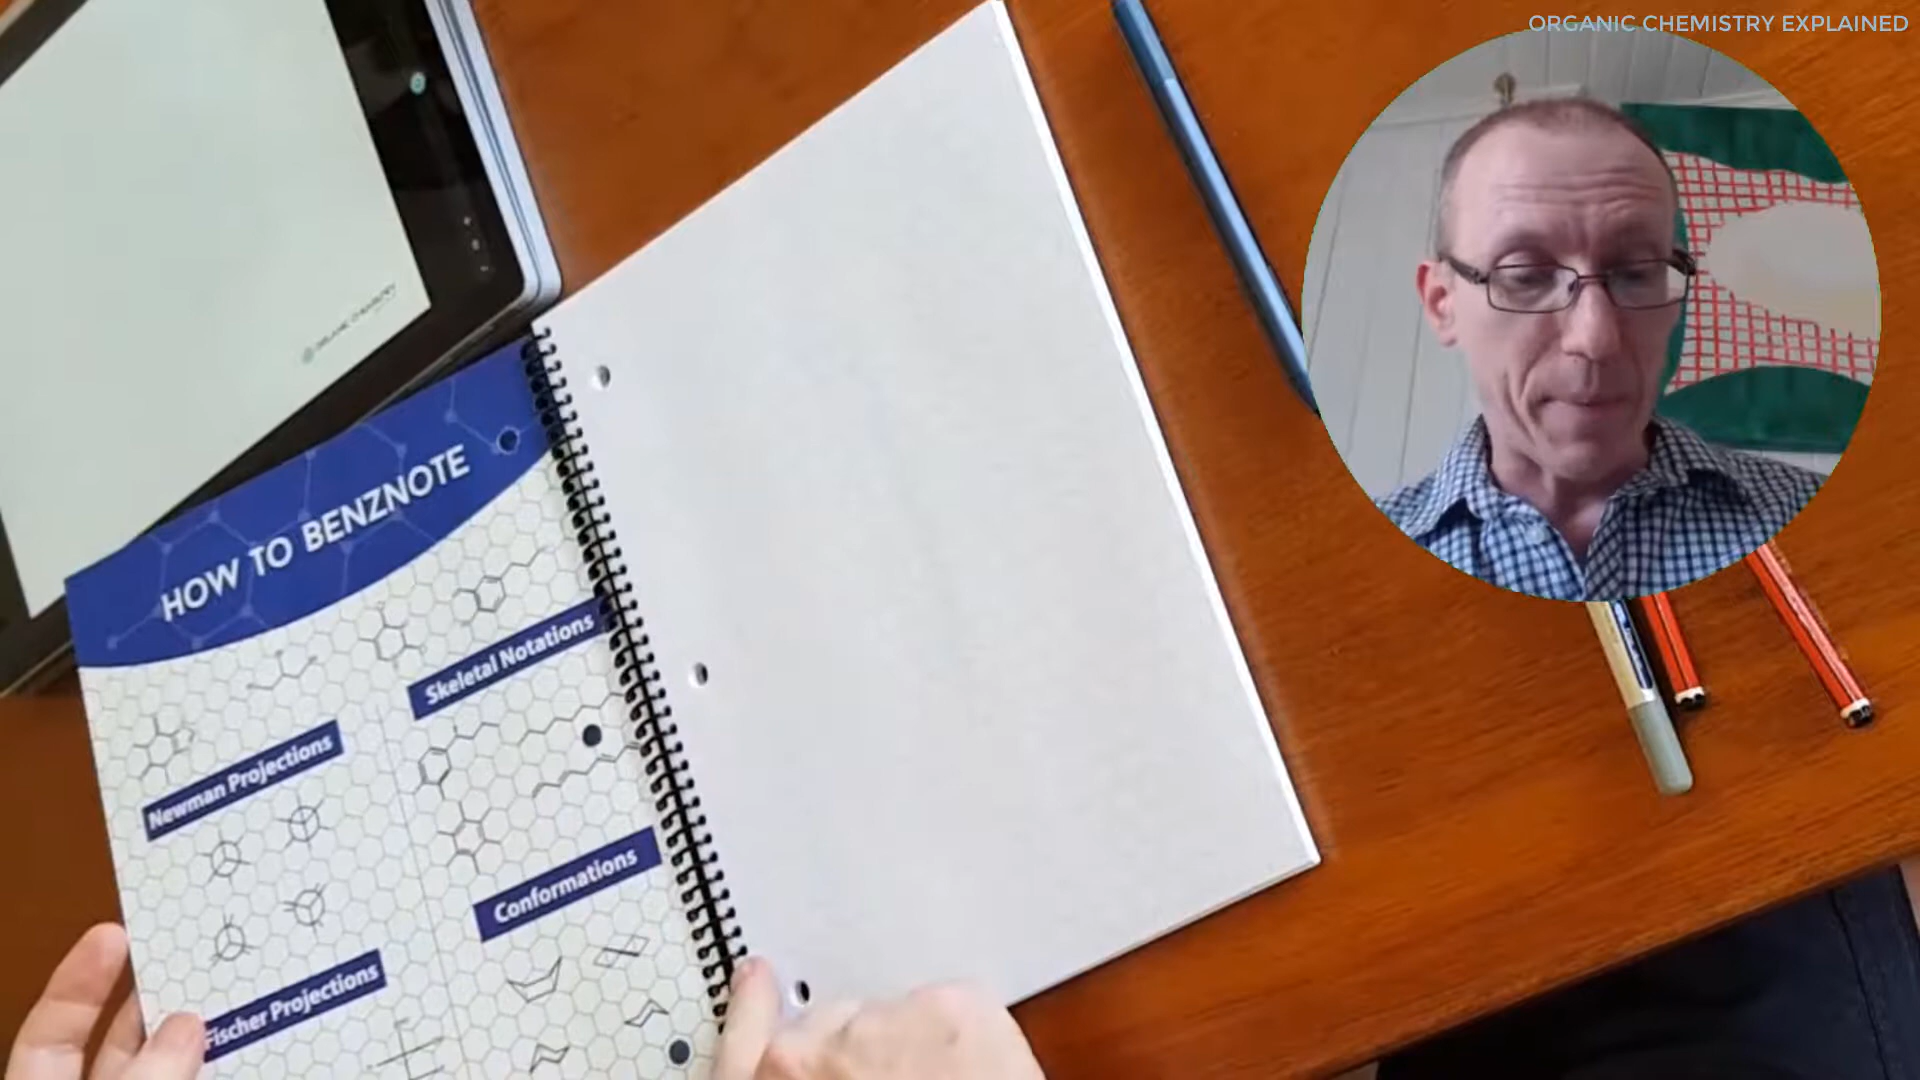 ORGANIC CHEMISTRY EXPLAINED
HOW TO BENZNOTE
Skeletal Notations
Newman Projections
Conformations
Fischer Projections